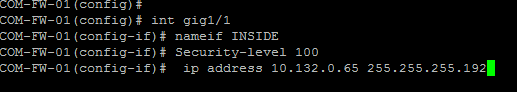 COM-FW-01(config)#
COM-FW-01(config)# int gig1/1
COM-FW-01(config-if)# nameif INSIDE
COM-FW-01(config-if)# Security-level 100
COM-FW-01(config-if)#  ip address 10.132.0.65 255.255.255.192